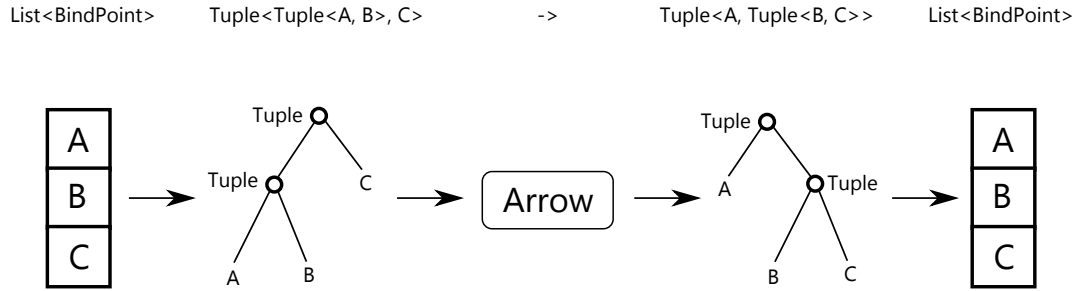 List<BindPoint> Tuple<Tuple<A, B>, C> -> Tuple<A, Tuple<B, C>> List<BindPoint>
A
B
C
Tuple
Tuple
C
A
B
Arrow
Tuple
A
Tuple
B
C
A
B
C